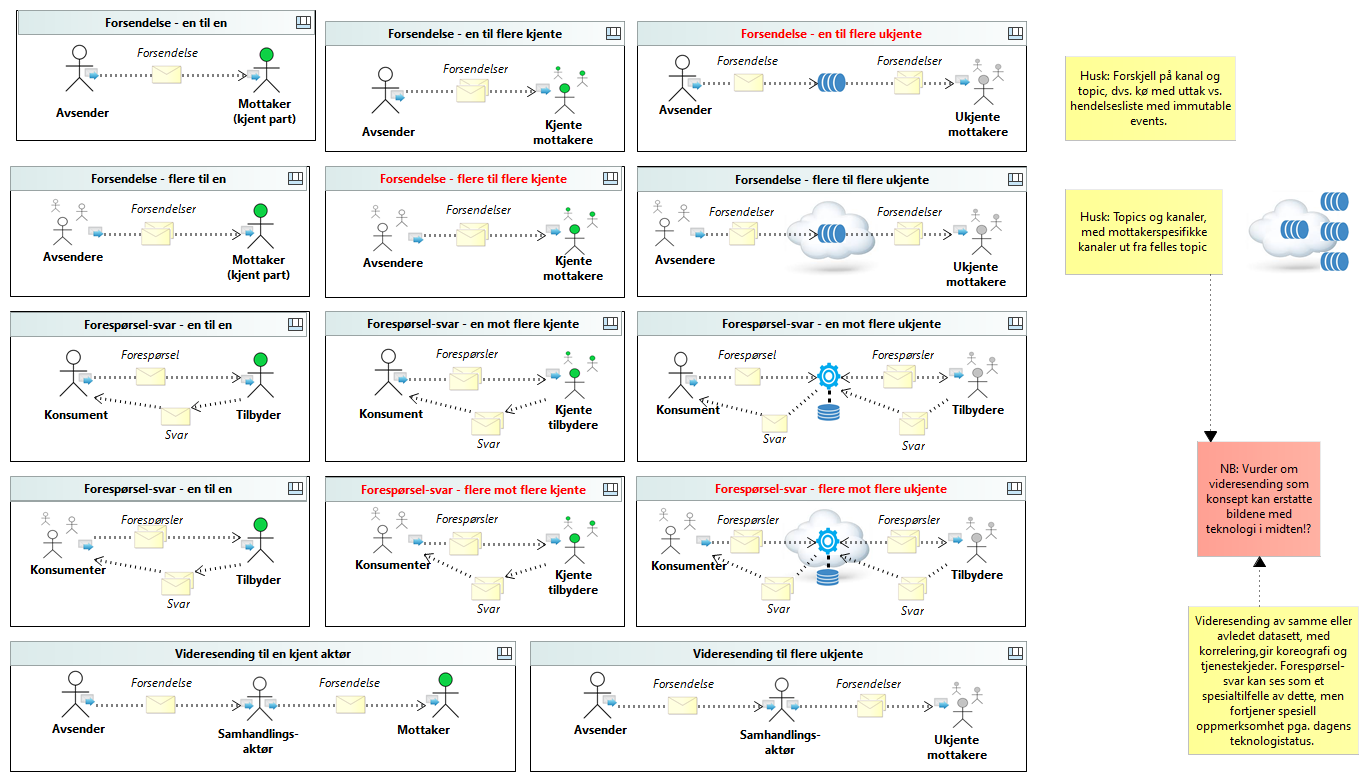 Forsendelse - en til en
Forsendelse
Avsender
Mottaker
(kjent part)
Forsendelse - en til flere kjente
Forsendelser
Avsender
Kjente
mottakere
Forsendelse - en til flere ukjente
Forsendelse
Forsendelser
Avsender
Ukjente
mottakere
Husk: Forskjell på kanal og
topic, dvs. kø med uttak vs.
hendelsesliste med immutable
events.
Forsendelse - flere til en
Forsendelser
Avsendere
Mottaker
(kjent part)
Forsendelse - flere til flere kjente
Forsendelser
Avsendere
Kjente
mottakere
Forsendelse - flere til flere ukjente
Forsendelser
Forsendelser
Avsendere
Ukjente
mottakere
Husk: Topics og kanaler,
med mottakerspesifikke
kanaler ut fra felles topic
Forespørsel-svar - en til en
Forespørsel
Konsument
Tilbyder
Svar
Forespørsel-svar - en mot flere kjente
Forespørsler
Konsument
Kjente
tilbydere
Svar
Forespørsel-svar - en mot flere ukjente
Forespørsel
Forespørsler
Konsument
Tilbydere
Svar
Svar
Forespørsel-svar - en til en
Forespørsler
Konsumenter
Tilbyder
Svar
Forespørsel-svar - flere mot flere kjente
Forespørsler
Konsumenter
Kjente
tilbydere
Svar
Forespørsel-svar - flere mot flere ukjente
Forespørsler
Forespørsler
Konsumenter
Tilbydere
Svar
Svar
NB: Vurder om
videresending som
konsept kan erstatte
bildene med
teknologi i midten!?
Videresending til en kjent aktør
Forsendelse
Forsendelse
Avsender
Samhandlings-
aktør
Mottaker
Videresending til flere ukjente
Forsendelse
Forsendelser
Avsender
Samhandlings-
aktør
Ukjente
mottakere
Videresending av samme eller
avledet datasett, med
korrelering,gir koreografi og
tjenestekjeder. Forespørsel-
svar kan ses som et
spesialtilfelle av dette, men
fortjener spesiell
oppmerksomhet pga. dagens
teknologistatus.